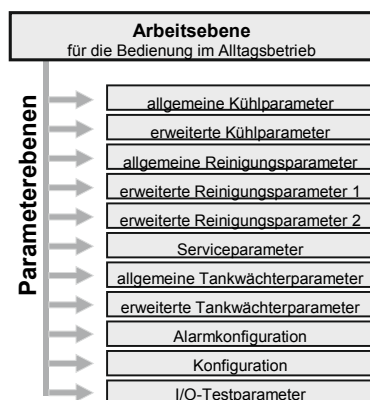 Arbeitsebene
für die Bedienung im Alltagsbetrieb
Parameterebenen
allgemeine Kühlparameter
erweiterte Kühlparameter
allgemeine Reinigungsparameter
erweiterte Reinigungsparameter 1
erweiterte Reinigungsparameter 2
Serviceparameter
allgemeine Tankwächterparameter
erweiterte Tankwächterparameter
Alarmkonfiguration
Konfiguration
I/O-Testparameter